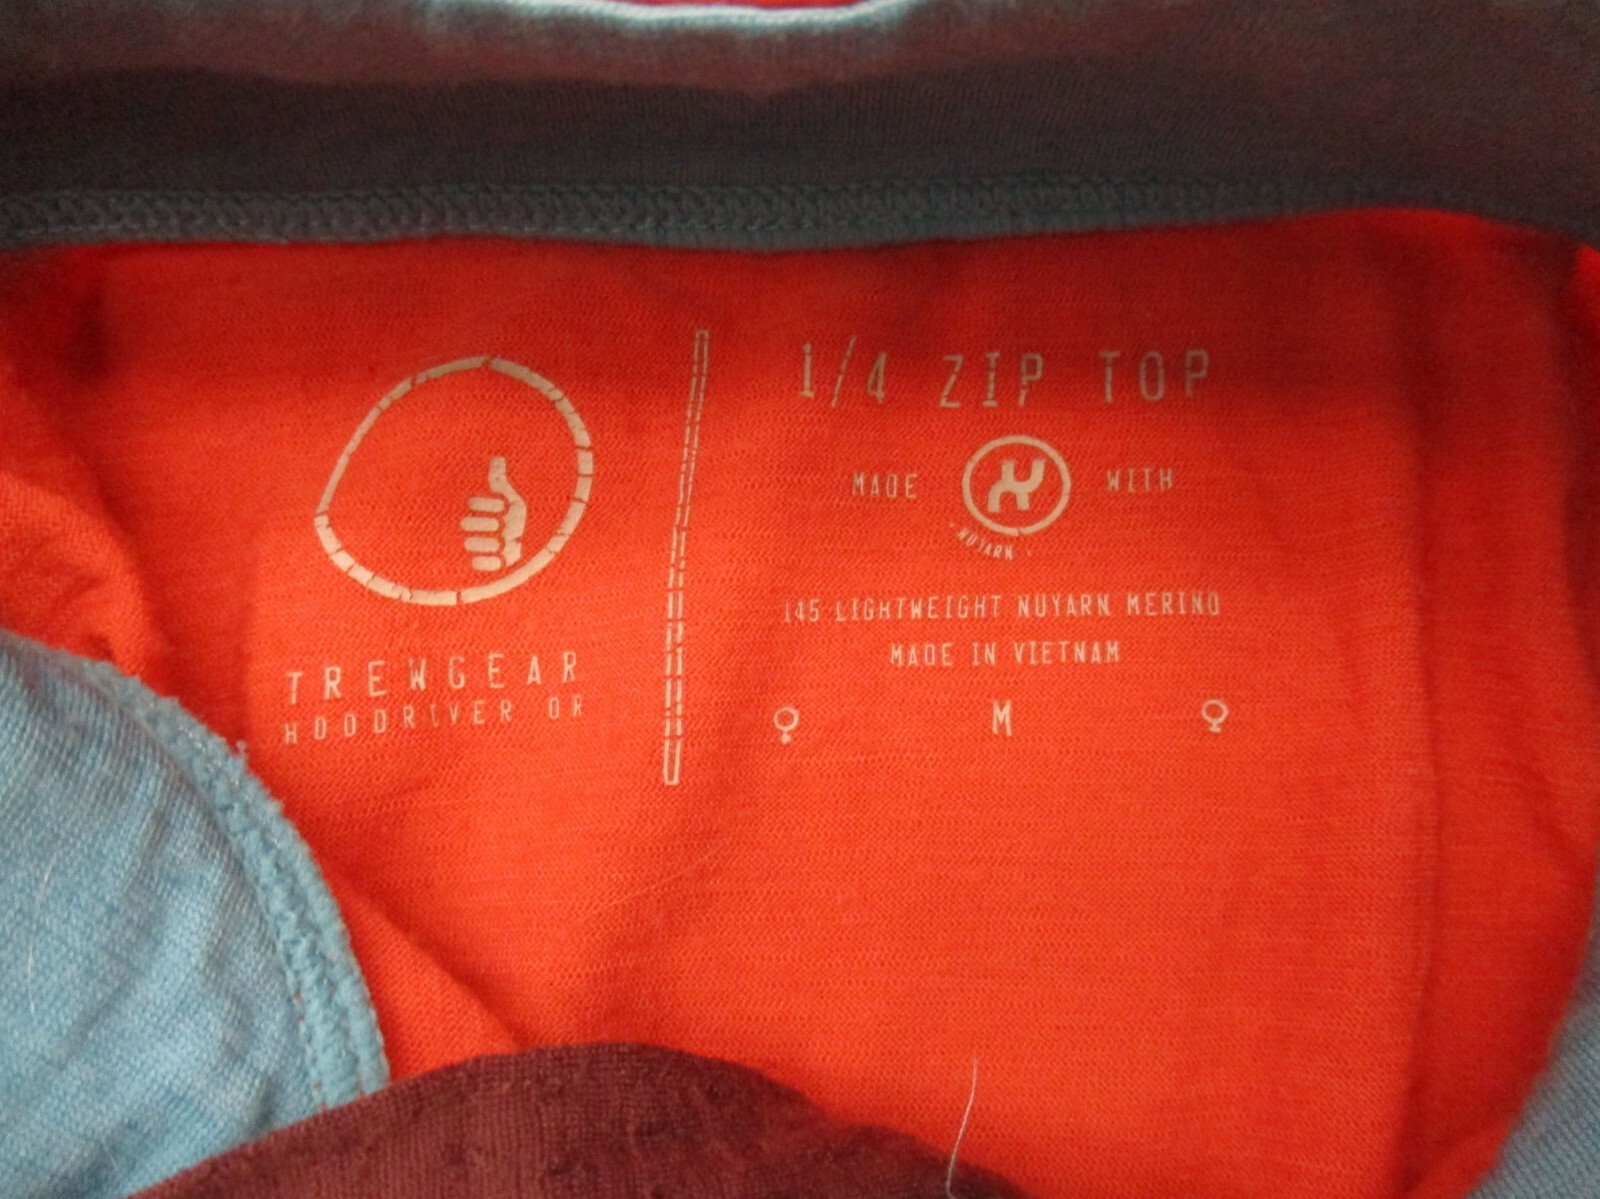 TREWGEAR
HOODRIVER OR
1/4 ZIP TOP
MADE WITH
• NUYARN •
145 LIGHTWEIGHT NUYARN MERINO
MADE IN VIETNAM
♀ M ♀